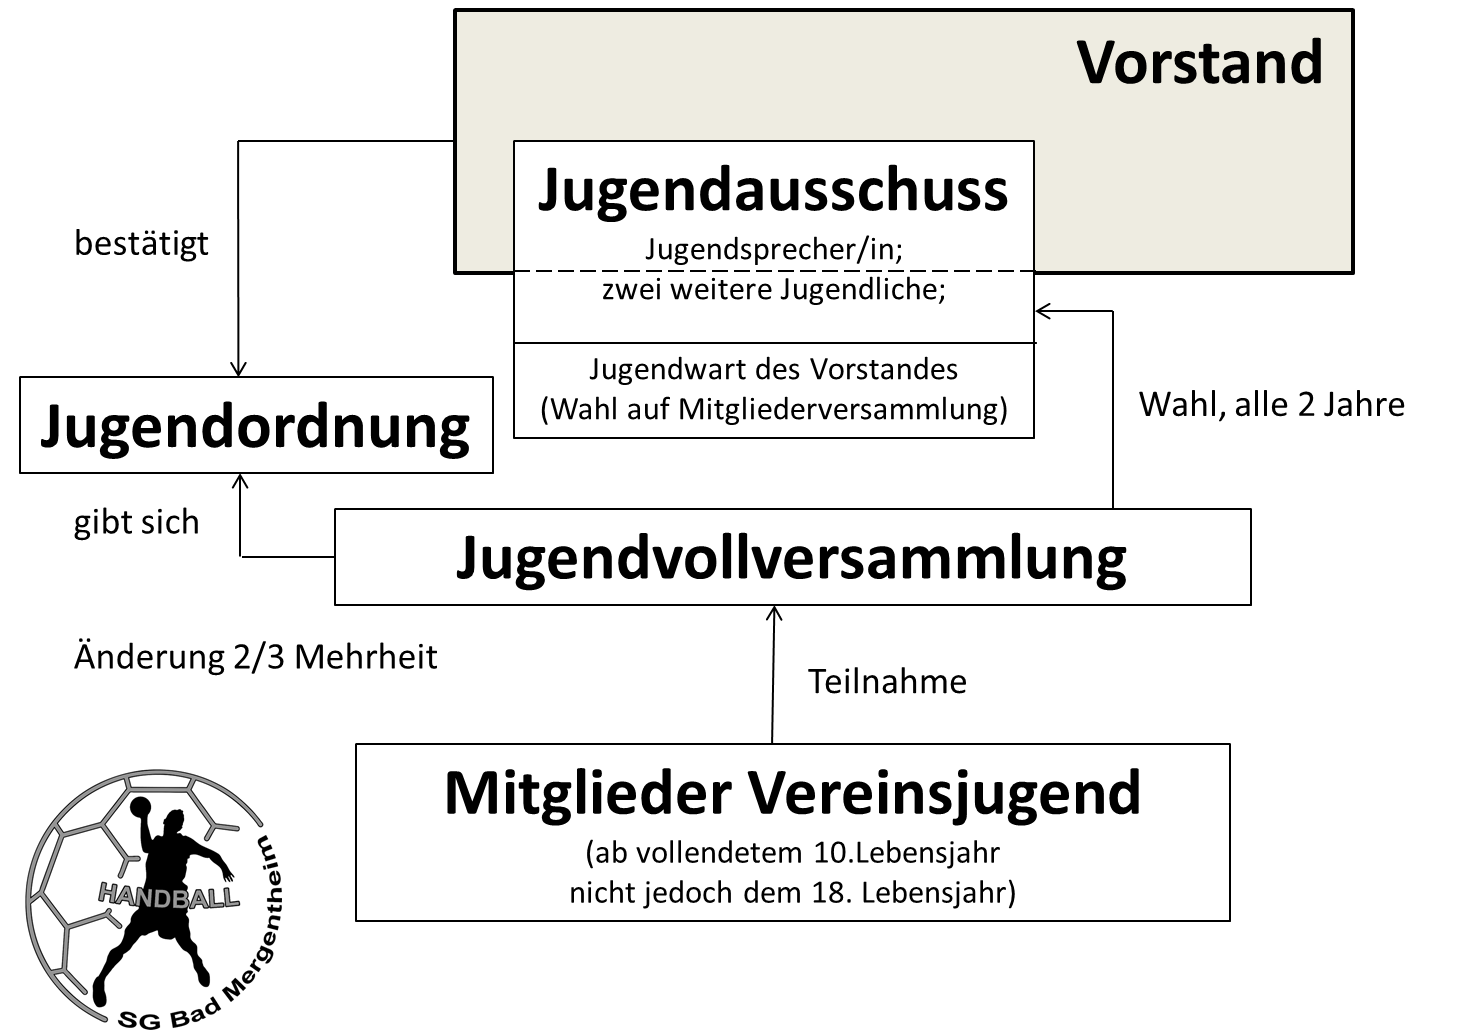 Vorstand
Jugendausschuss
Jugendsprecher/in;
zwei weitere Jugendliche;
Jugendwart des Vorstandes
(Wahl auf Mitgliederversammlung)
bestätigt
Jugendordnung
Wahl, alle 2 Jahre
gibt sich
Jugendvollversammlung
Änderung 2/3 Mehrheit
Teilnahme
Mitglieder Vereinsjugend
(ab vollendetem 10.Lebensjahr
nicht jedoch dem 18. Lebensjahr)
HANDBALL
SG Bad Mergentheim